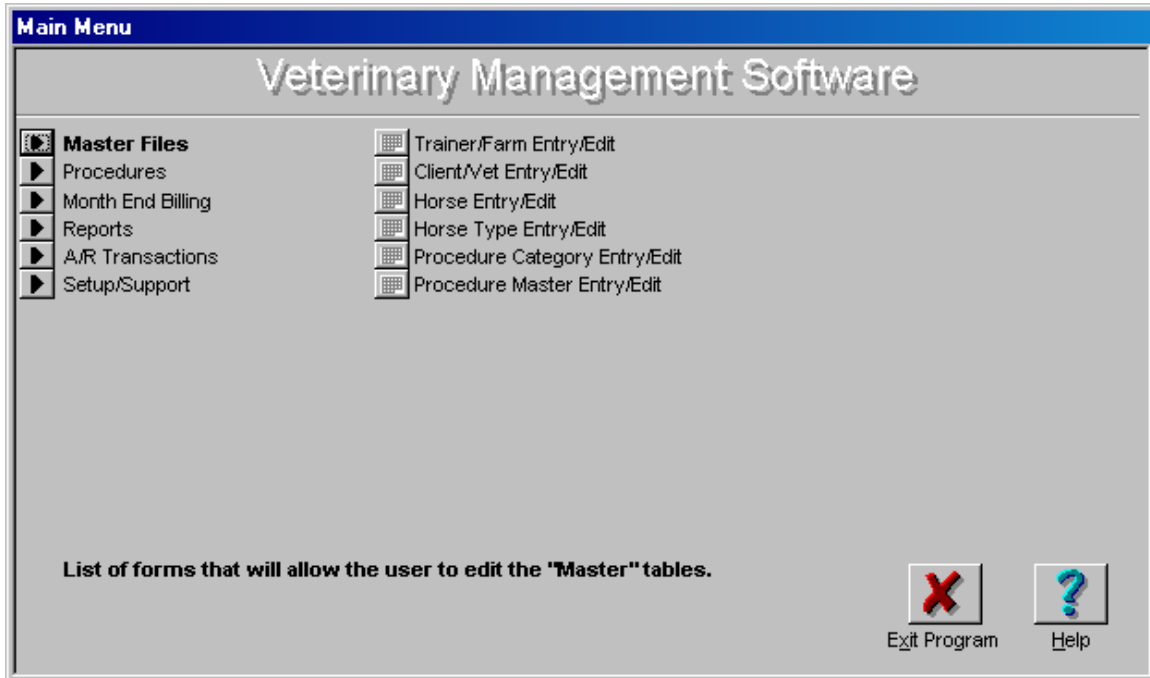 Main Menu
Veterinary Management Software
Master Files
Procedures
Month End Billing
Reports
A/R Transactions
Setup/Support
Trainer/Farm Entry/Edit
Client/Vet Entry/Edit
Horse Entry/Edit
Horse Type Entry/Edit
Procedure Category Entry/Edit
Procedure Master Entry/Edit
List of forms that will allow the user to edit the "Master" tables.
Exit Program
Help